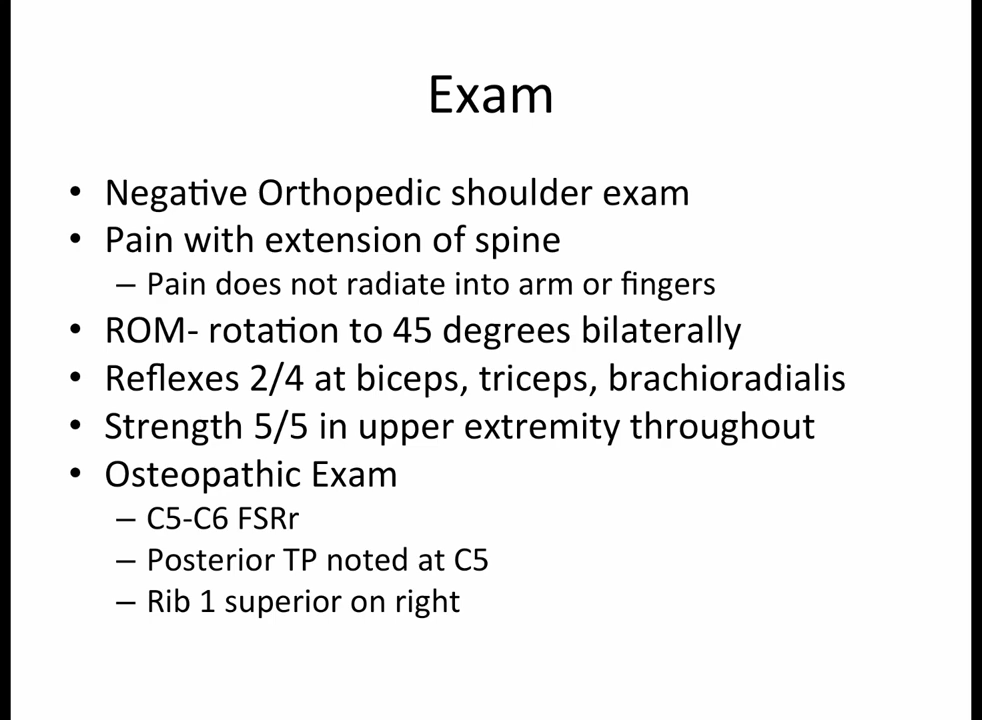 Exam
• Negative Orthopedic shoulder exam
• Pain with extension of spine
– Pain does not radiate into arm or fingers
• ROM- rotation to 45 degrees bilaterally
• Reflexes 2/4 at biceps, triceps, brachioradialis
• Strength 5/5 in upper extremity throughout
• Osteopathic Exam
– C5-C6 FSRr
– Posterior TP noted at C5
– Rib 1 superior on right